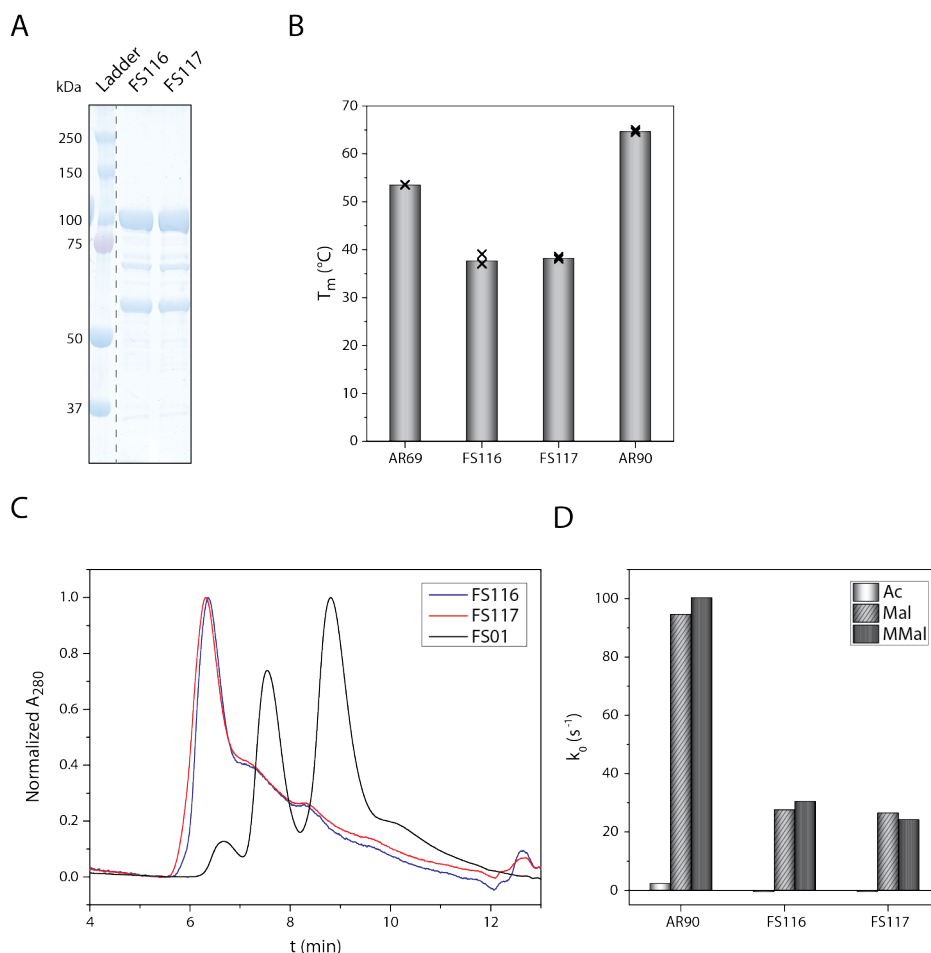 A
kDa
Ladder
FS116
FS117
250
150
100
75
50
37
B
70
60
50
40
30
20
10
0
Tm (°C)
AR69
FS116
FS117
AR90
C
1.0
0.8
0.6
0.4
0.2
0.0
Normalized A280
4
6
8
10
12
t (min)
FS116
FS117
FS01
D
100
80
60
40
20
0
k0 (s-1)
AR90
FS116
FS117
Ac
Mal
MMal